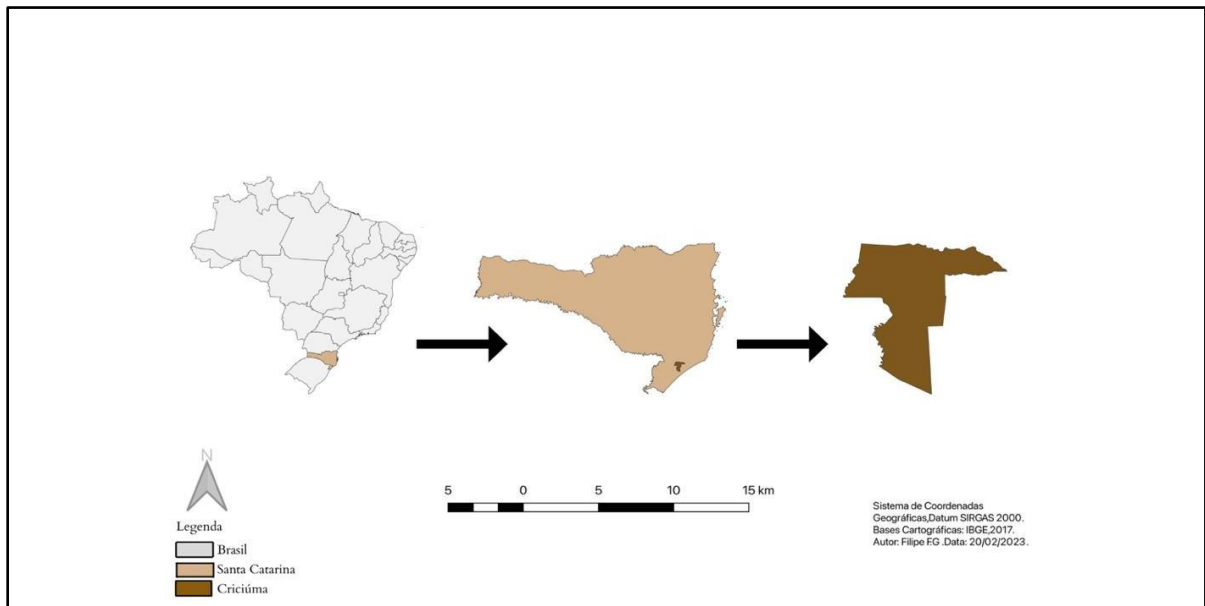 N
Legenda
Brasil
Santa Catarina
Criciúma
5 0 5 10 15 km
Sistema de Coordenadas
Geográficas,Datum SIRGAS 2000.
Bases Cartográficas: IBGE,2017.
Autor: Filipe F.G .Data: 20/02/2023.